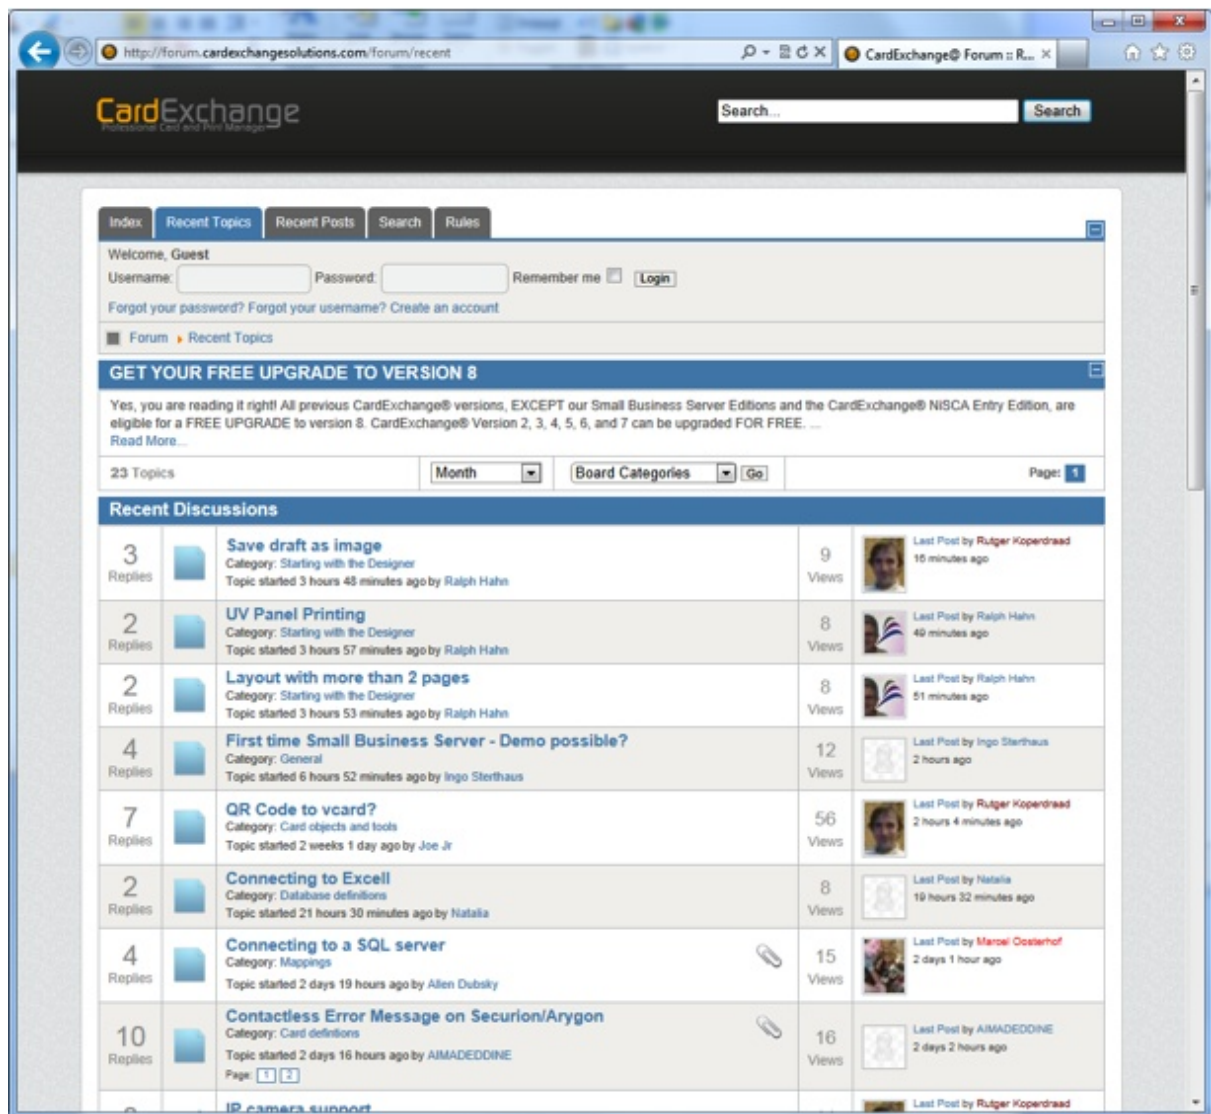 http://forum.cardexchangesolutions.com/forum/recent
CardExchange® Forum :: R...
CardExchange
Professional Card and Print Manager
Search...
Search
Index Recent Topics Recent Posts Search Rules
Welcome, Guest
Username: Password: Remember me Login
Forgot your password? Forgot your username? Create an account
Forum Recent Topics
GET YOUR FREE UPGRADE TO VERSION 8
Yes, you are reading it right! All previous CardExchange® versions, EXCEPT our Small Business Server Editions and the CardExchange® NiSCA Entry Edition, are
eligible for a FREE UPGRADE to version 8. CardExchange® Version 2, 3, 4, 5, 6, and 7 can be upgraded FOR FREE. ...
Read More...
23 Topics Month Board Categories Go Page: 1
Recent Discussions
3 Replies
Save draft as image
Category: Starting with the Designer
Topic started 3 hours 48 minutes ago by Ralph Hahn
9 Views
Last Post by Rutger Koperdraad
16 minutes ago
2 Replies
UV Panel Printing
Category: Starting with the Designer
Topic started 3 hours 57 minutes ago by Ralph Hahn
8 Views
Last Post by Ralph Hahn
49 minutes ago
2 Replies
Layout with more than 2 pages
Category: Starting with the Designer
Topic started 3 hours 53 minutes ago by Ralph Hahn
8 Views
Last Post by Ralph Hahn
51 minutes ago
4 Replies
First time Small Business Server - Demo possible?
Category: General
Topic started 6 hours 52 minutes ago by Ingo Sterthaus
12 Views
Last Post by Ingo Sterthaus
2 hours ago
7 Replies
QR Code to vcard?
Category: Card objects and tools
Topic started 2 weeks 1 day ago by Joe Jr
56 Views
Last Post by Rutger Koperdraad
2 hours 4 minutes ago
2 Replies
Connecting to Excell
Category: Database definitions
Topic started 21 hours 30 minutes ago by Natalia
8 Views
Last Post by Natalia
19 hours 32 minutes ago
4 Replies
Connecting to a SQL server
Category: Mappings
Topic started 2 days 19 hours ago by Allen Dubsky
15 Views
Last Post by Marcel Oosterhof
2 days 1 hour ago
10 Replies
Contactless Error Message on Securion/Arygon
Category: Card defintions
Topic started 2 days 16 hours ago by AIMADEDDINE
Page: 1 2
16 Views
Last Post by AIMADEDDINE
2 days 2 hours ago
IP camera support
Last Post by Rutger Koperdraad